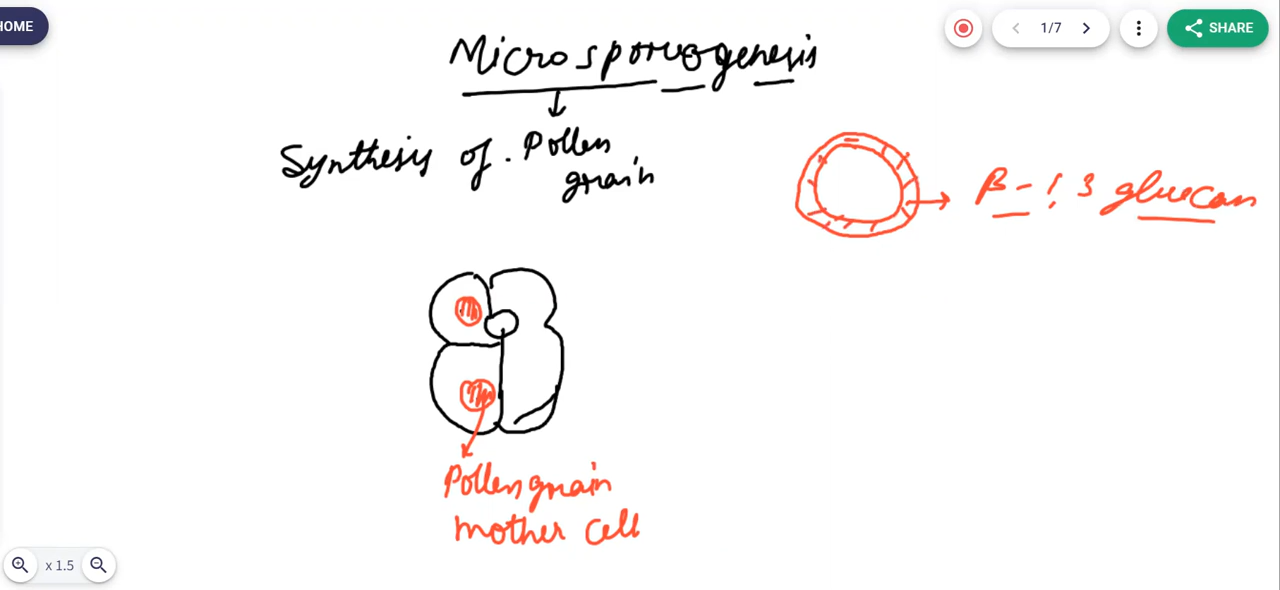 HOME
1/7
SHARE
Microsporogenesis
Synthesis of. Pollen
grain
β - 1 3 glucan
Pollen grain
mother cell
x 1.5